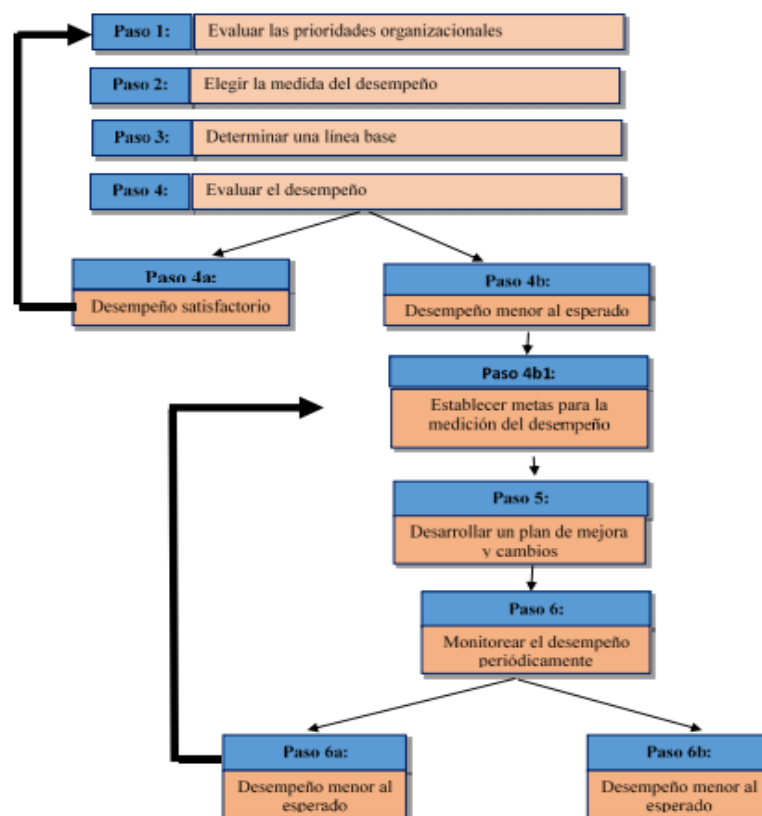 Paso 1: Evaluar las prioridades organizacionales
Paso 2: Elegir la medida del desempeño
Paso 3: Determinar una línea base
Paso 4: Evaluar el desempeño
Paso 4a:
Desempeño satisfactorio
Paso 4b:
Desempeño menor al esperado
Paso 4b1:
Establecer metas para la
medición del desempeño
Paso 5:
Desarrollar un plan de mejora
y cambios
Paso 6:
Monitorear el desempeño
periódicamente
Paso 6a:
Desempeño menor al
esperado
Paso 6b:
Desempeño menor al
esperado